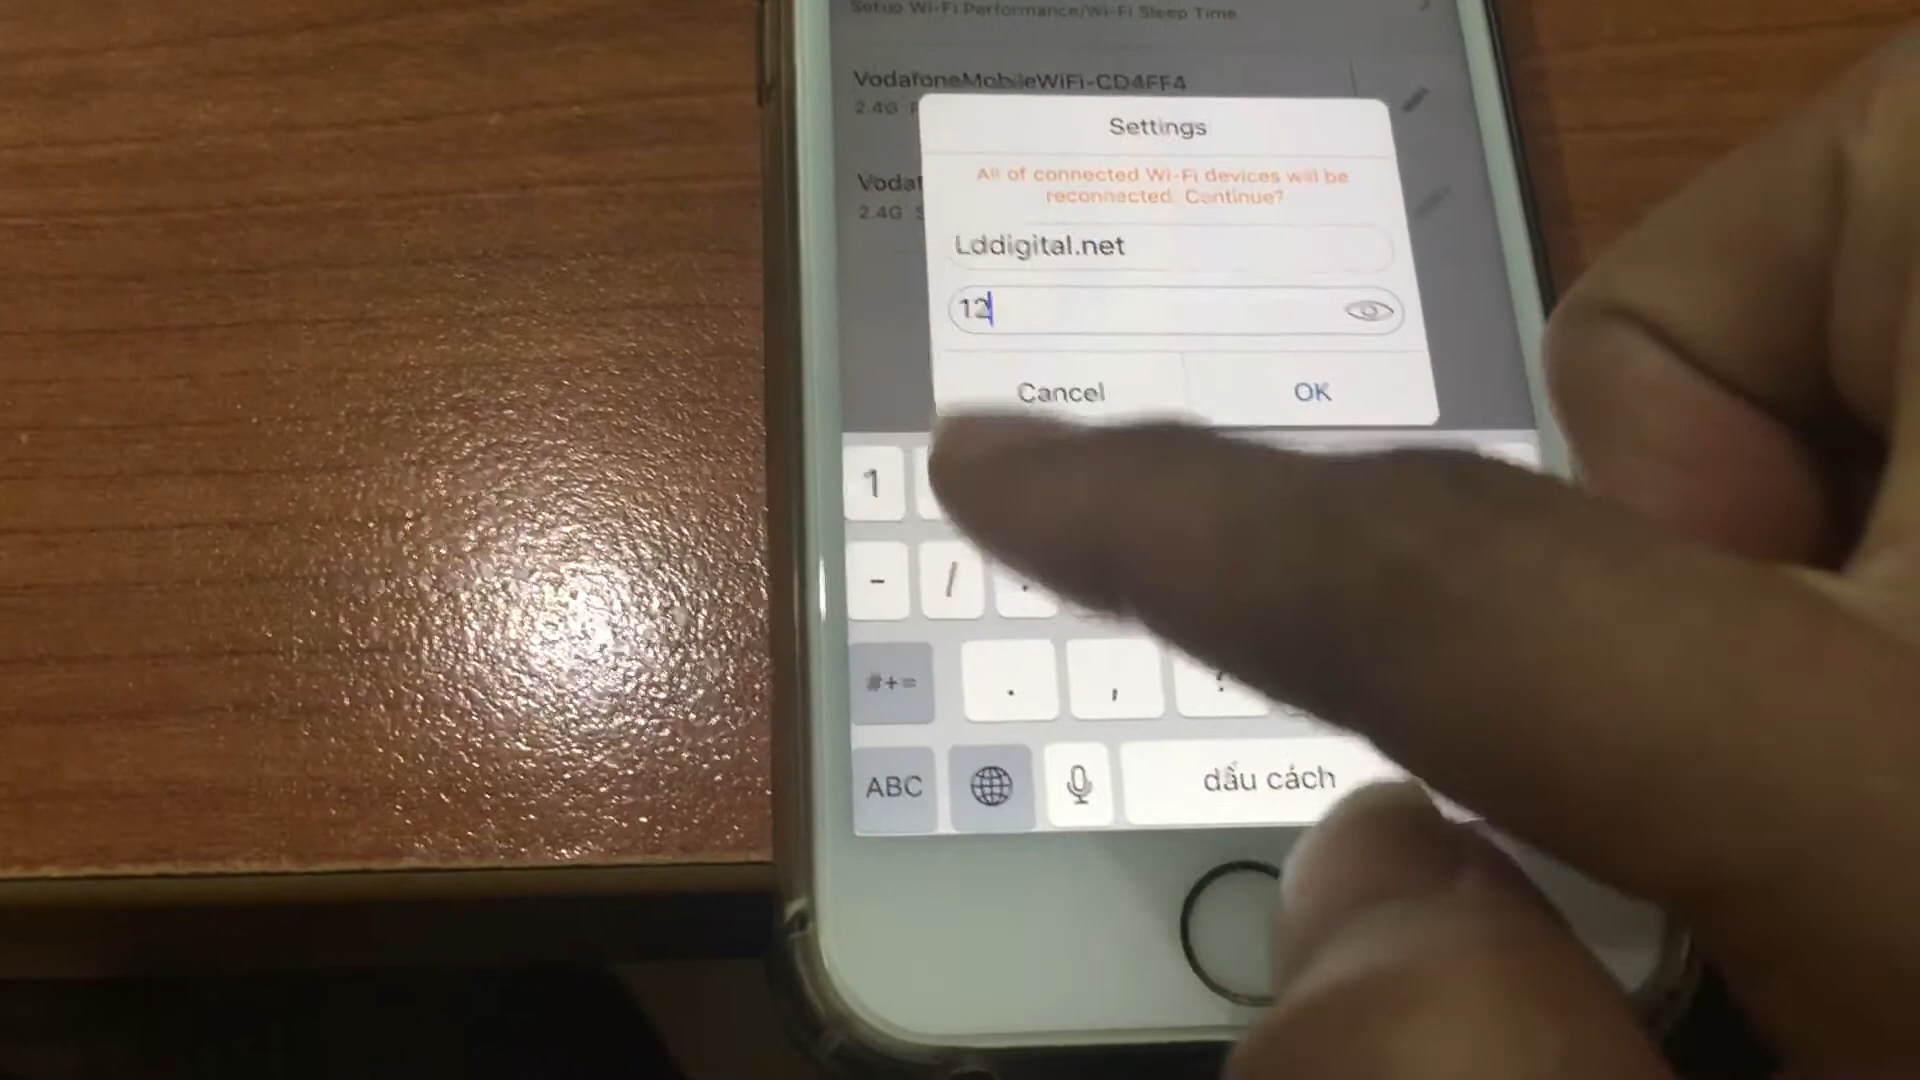 Setup Wi-Fi Performance/Wi-Fi Sleep Time
VodafoneMobileWiFi-CD4FF4
2.4G
Settings
All of connected Wi-Fi devices will be
reconnected. Continue?
Vodaf
2.4G S
Lddigital.net
12
Cancel
OK
1
- /
#+= . , ?
ABC dấu cách